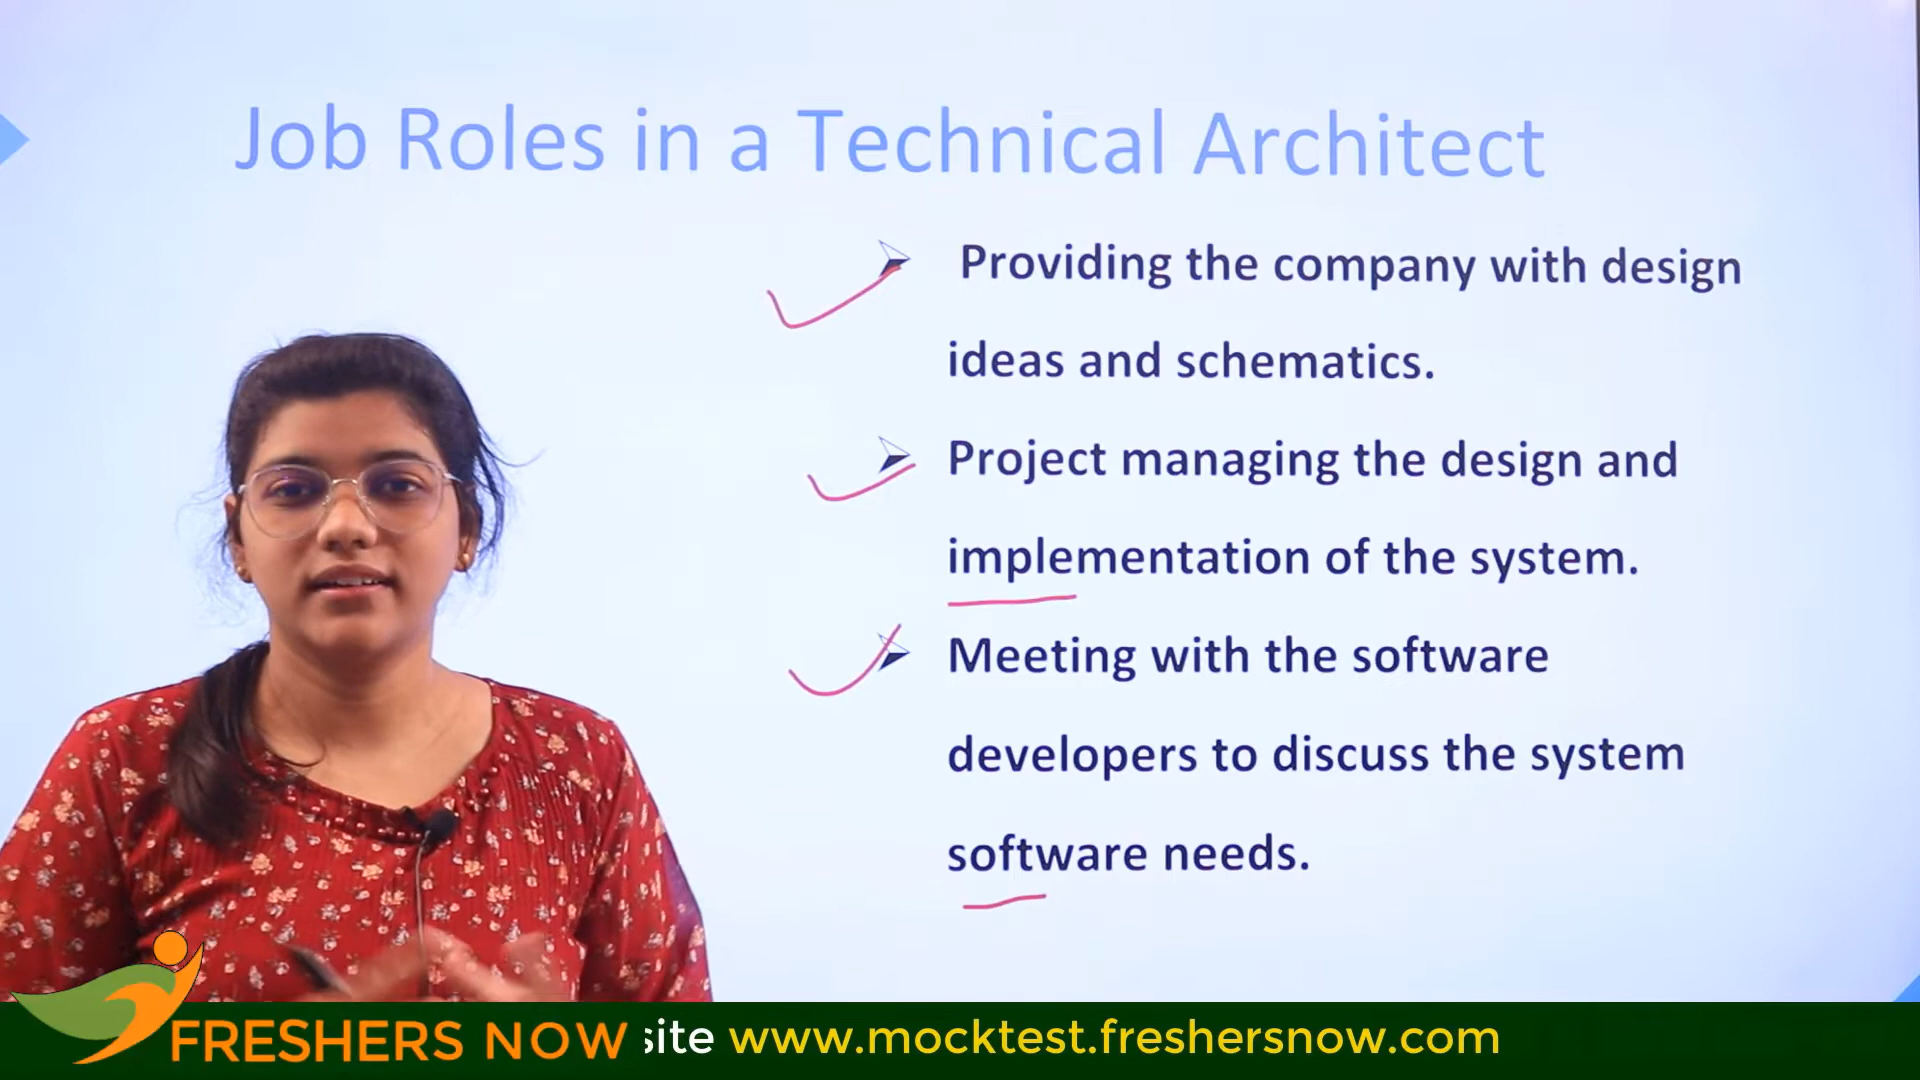 Job Roles in a Technical Architect
Providing the company with design
ideas and schematics.
Project managing the design and
implementation of the system.
Meeting with the software
developers to discuss the system
software needs.
FRESHERS NOW site www.mocktest.freshersnow.com